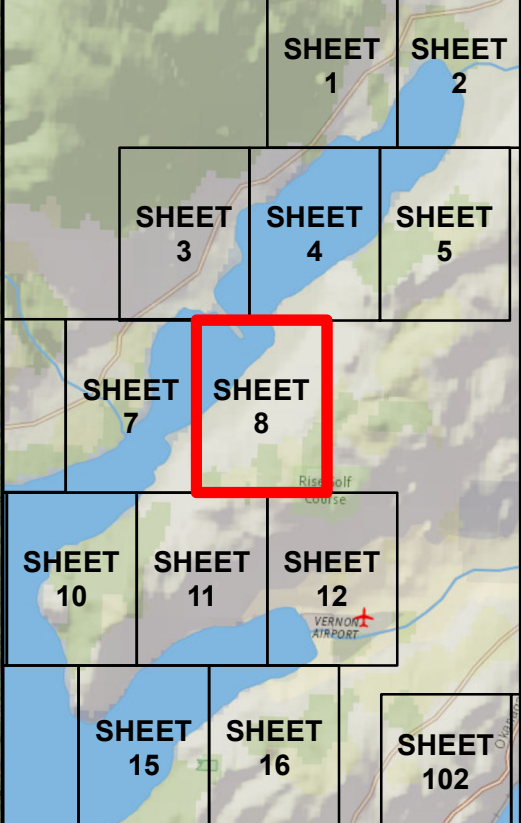 SHEET
1
SHEET
2
SHEET
3
SHEET
4
SHEET
5
SHEET
7
SHEET
8
Rise Golf
Course
SHEET
10
SHEET
11
SHEET
12
VERNON
AIRPORT
SHEET
15
SHEET
16
SHEET
102